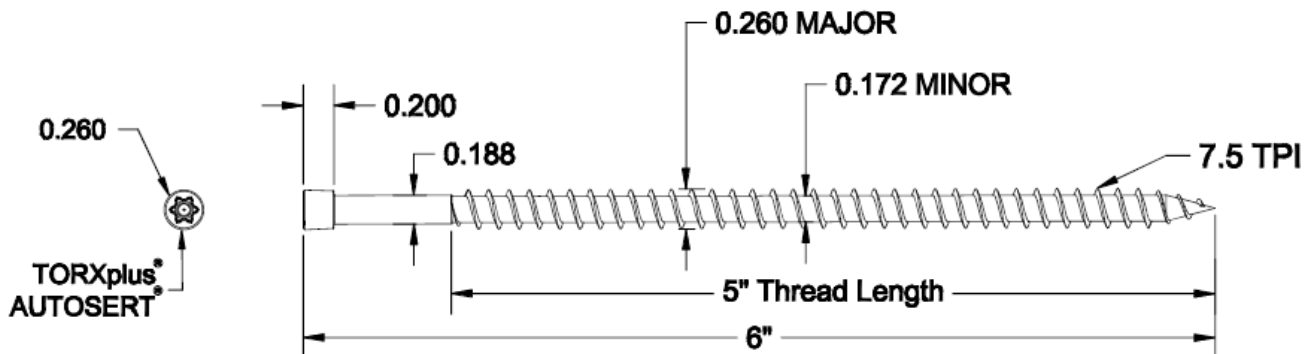 0.260 MAJOR
0.172 MINOR
0.200
0.260
0.188
7.5 TPI
TORXplus®
AUTOSERT®
5" Thread Length
6"